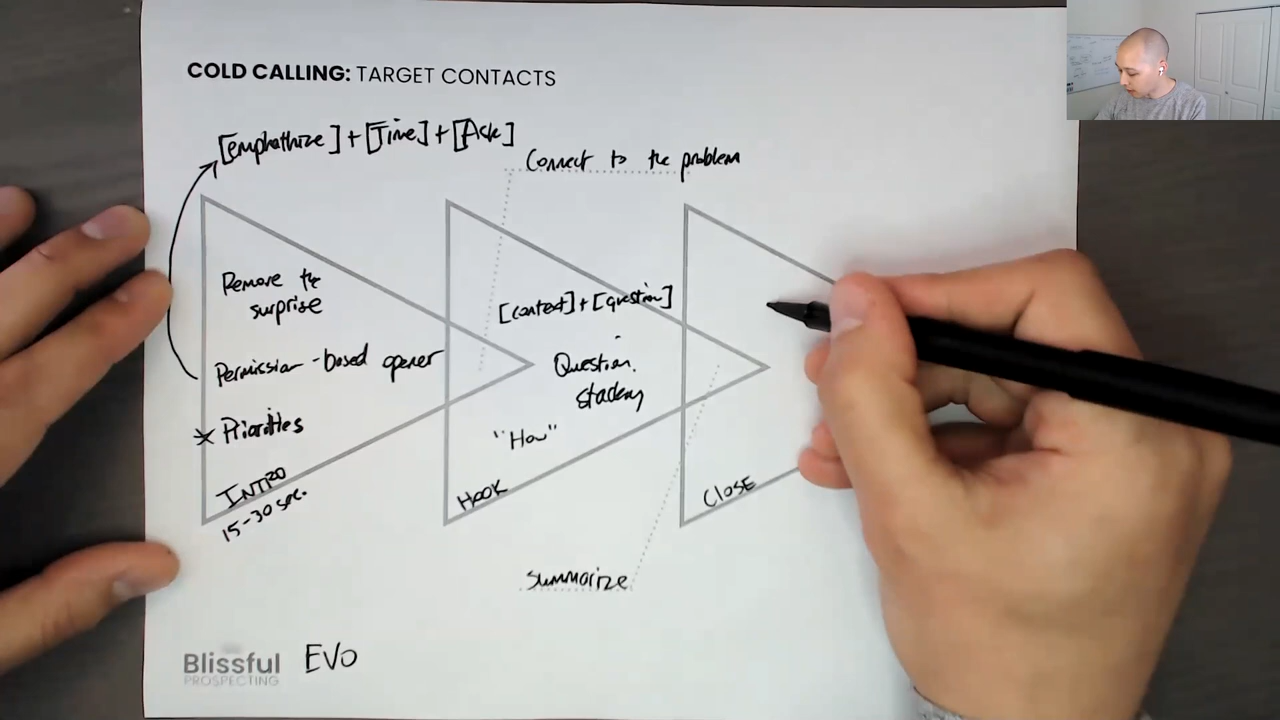 COLD CALLING: TARGET CONTACTS
[emphathize] + [Time] + [Ask]
Connect to the problem
Remove the
surprise
Permission-based opener
* Priorities
INTRO
15-30 sec.
[context] + [question]
Question
"How"
HOOK
CLOSE
Summarize
Blissful
PROSPECTING
EVO